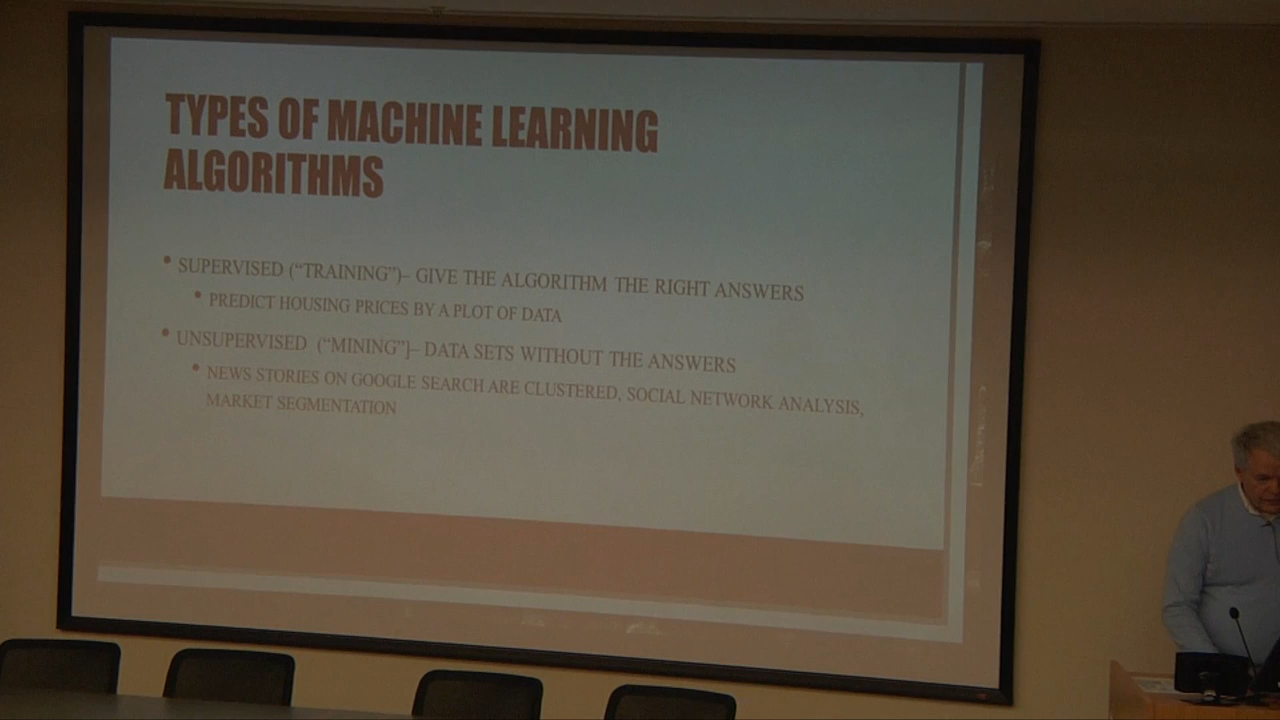 TYPES OF MACHINE LEARNING
ALGORITHMS
• SUPERVISED (“TRAINING”)– GIVE THE ALGORITHM THE RIGHT ANSWERS
• PREDICT HOUSING PRICES BY A PLOT OF DATA
• UNSUPERVISED (“MINING”]– DATA SETS WITHOUT THE ANSWERS
• NEWS STORIES ON GOOGLE SEARCH ARE CLUSTERED, SOCIAL NETWORK ANALYSIS,
MARKET SEGMENTATION